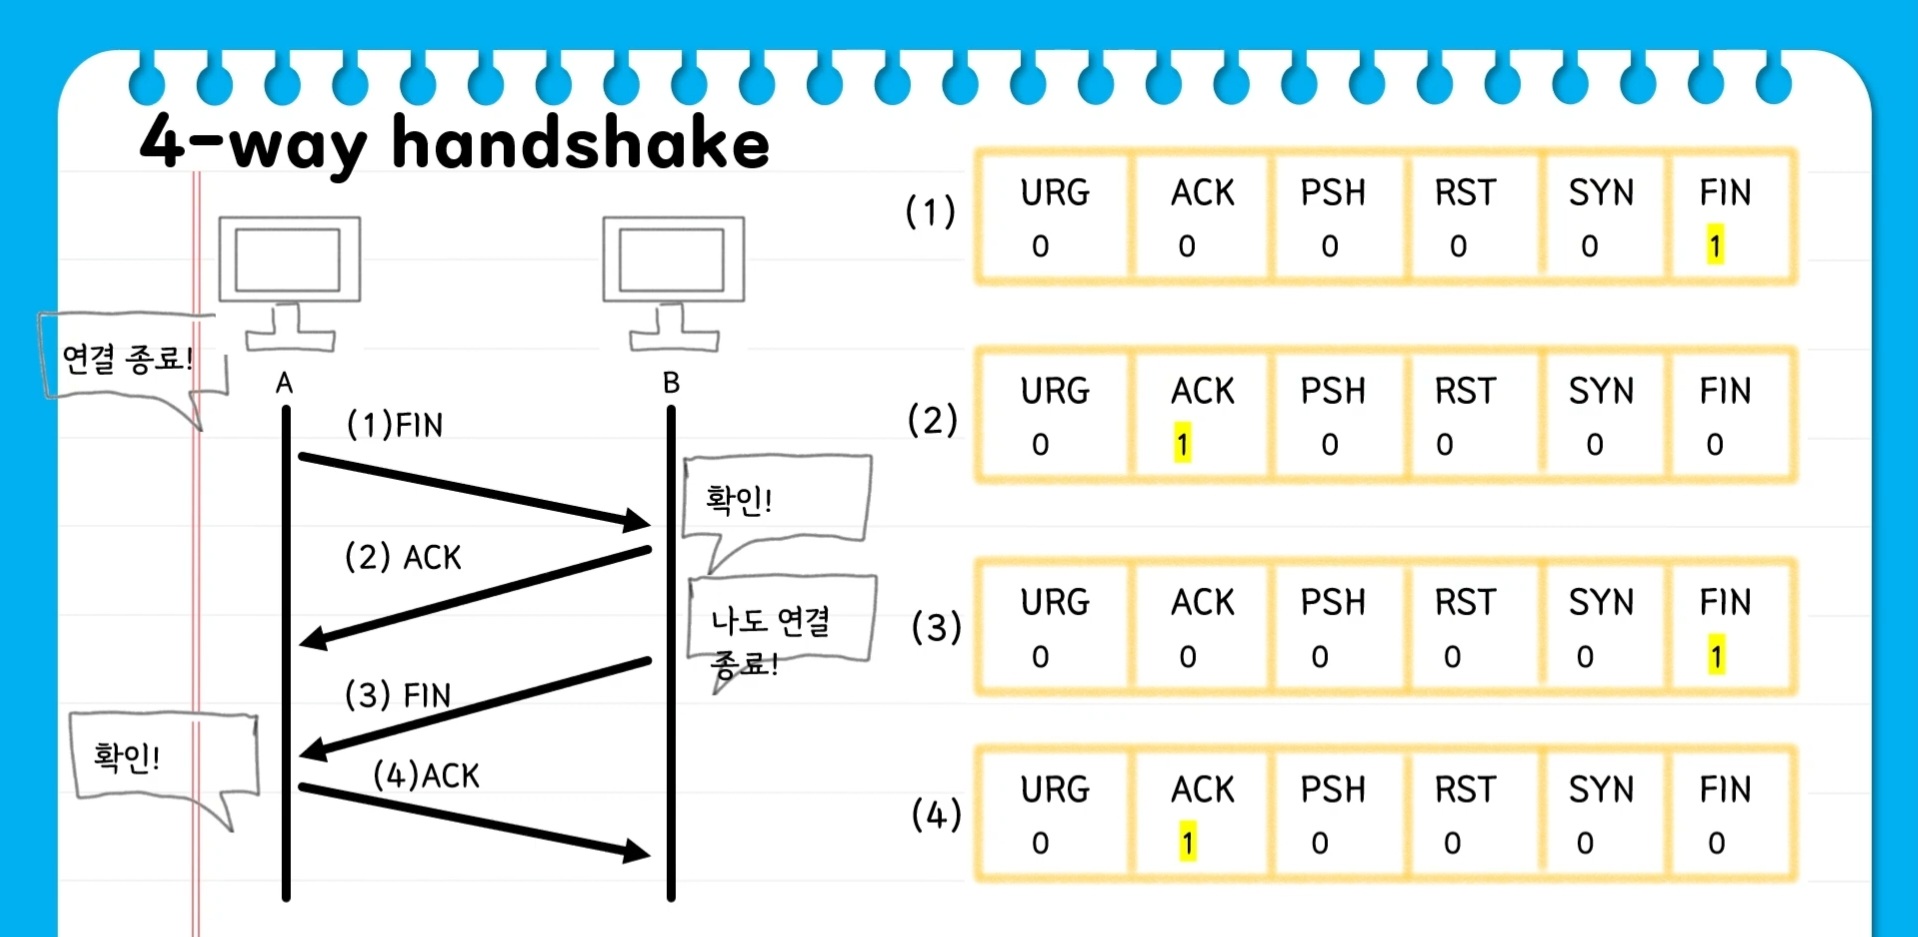 4-way handshake
연결 종료!
A
B
(1)FIN
확인!
(2) ACK
나도 연결
종료!
(3) FIN
확인!
(4)ACK
(1)
URG ACK PSH RST SYN FIN
0 0 0 0 0 1
(2)
URG ACK PSH RST SYN FIN
0 1 0 0 0 0
(3)
URG ACK PSH RST SYN FIN
0 0 0 0 0 1
(4)
URG ACK PSH RST SYN FIN
0 1 0 0 0 0